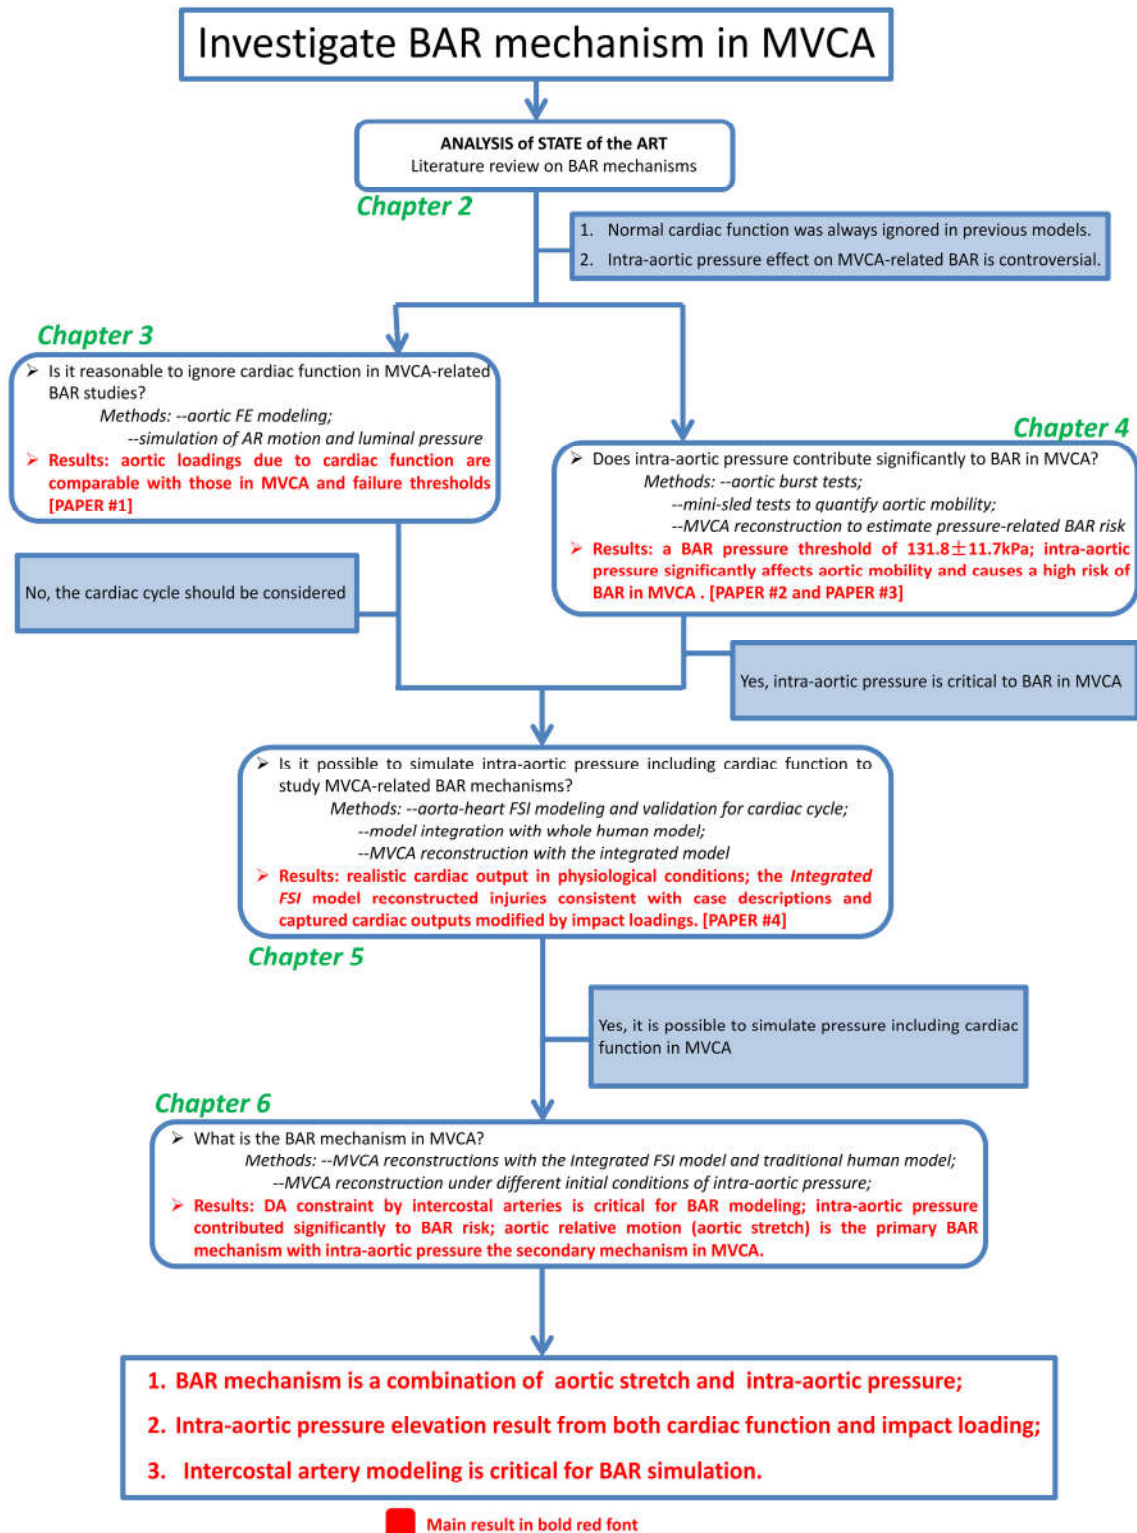 Investigate BAR mechanism in MVCA
ANALYSIS of STATE of the ART
Literature review on BAR mechanisms
Chapter 2
1. Normal cardiac function was always ignored in previous models.
2. Intra-aortic pressure effect on MVCA-related BAR is controversial.
Chapter 3
➢ Is it reasonable to ignore cardiac function in MVCA-related
BAR studies?
Methods: --aortic FE modeling;
--simulation of AR motion and luminal pressure
➢ Results: aortic loadings due to cardiac function are
comparable with those in MVCA and failure thresholds
[PAPER #1]
Chapter 4
➢ Does intra-aortic pressure contribute significantly to BAR in MVCA?
Methods: --aortic burst tests;
--mini-sled tests to quantify aortic mobility;
--MVCA reconstruction to estimate pressure-related BAR risk
➢ Results: a BAR pressure threshold of 131.8±11.7kPa; intra-aortic
pressure significantly affects aortic mobility and causes a high risk of
BAR in MVCA . [PAPER #2 and PAPER #3]
No, the cardiac cycle should be considered
Yes, intra-aortic pressure is critical to BAR in MVCA
➢ Is it possible to simulate intra-aortic pressure including cardiac function to
study MVCA-related BAR mechanisms?
Methods: --aorta-heart FSI modeling and validation for cardiac cycle;
--model integration with whole human model;
--MVCA reconstruction with the integrated model
➢ Results: realistic cardiac output in physiological conditions; the Integrated
FSI model reconstructed injuries consistent with case descriptions and
captured cardiac outputs modified by impact loadings. [PAPER #4]
Chapter 5
Yes, it is possible to simulate pressure including cardiac
function in MVCA
Chapter 6
➢ What is the BAR mechanism in MVCA?
Methods: --MVCA reconstructions with the Integrated FSI model and traditional human model;
--MVCA reconstruction under different initial conditions of intra-aortic pressure;
➢ Results: DA constraint by intercostal arteries is critical for BAR modeling; intra-aortic pressure
contributed significantly to BAR risk; aortic relative motion (aortic stretch) is the primary BAR
mechanism with intra-aortic pressure the secondary mechanism in MVCA.
1. BAR mechanism is a combination of aortic stretch and intra-aortic pressure;
2. Intra-aortic pressure elevation result from both cardiac function and impact loading;
3. Intercostal artery modeling is critical for BAR simulation.
Main result in bold red font